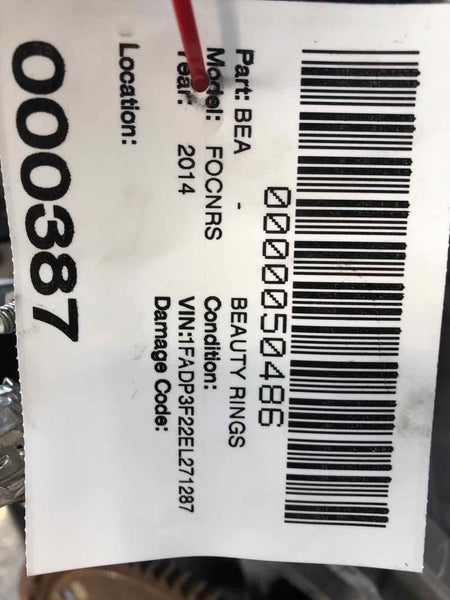 0000050486
Part: BEA - BEAUTY RINGS
Model: FOCNRS Condition:
Year: 2014 VIN:1FADP3F22EL271287
Damage Code:
Location:
000387